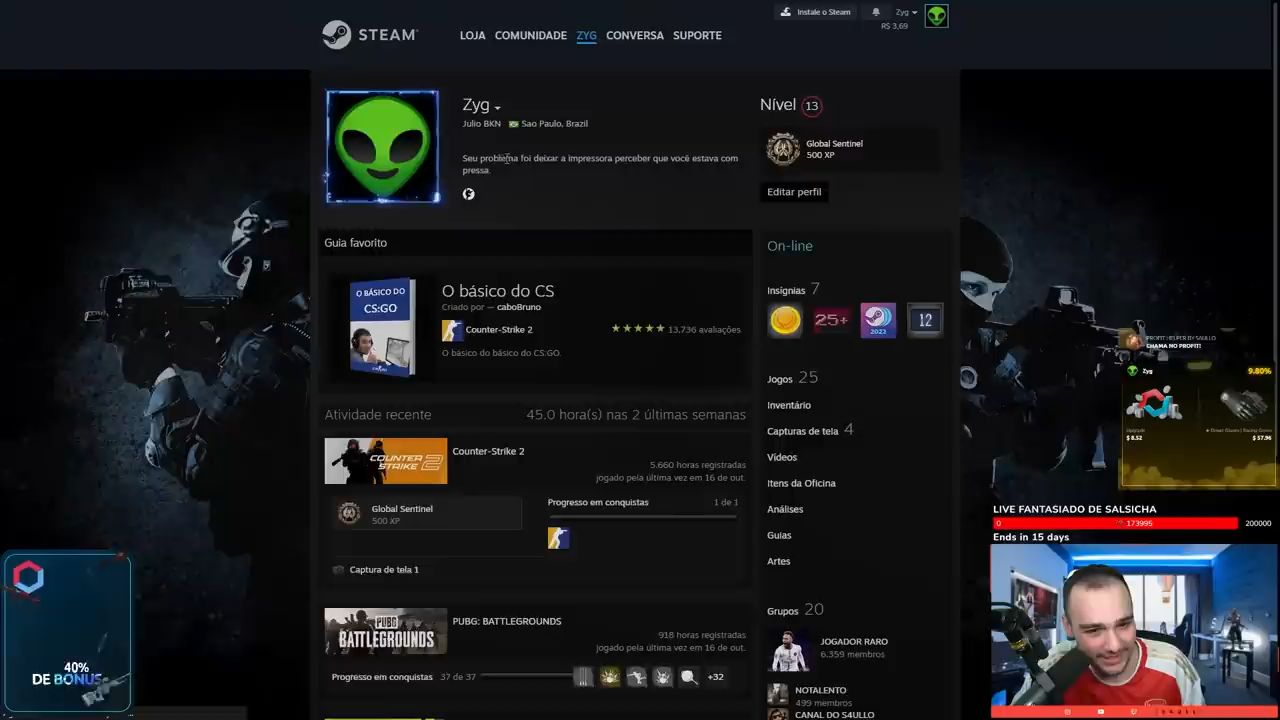 Instale o Steam
Zyg
R$ 3,69
STEAM
LOJA COMUNIDADE ZYG CONVERSA SUPORTE
Zyg
Julio BKN Sao Paulo, Brazil
Seu problema foi deixar a impressora perceber que você estava com
pressa.
Nível 13
Global Sentinel
500 XP
Editar perfil
Guia favorito
O BÁSICO DO
CS:GO
O básico do CS
Criado por — caboBruno
Counter-Strike 2
13,736 avaliações
O básico do básico do CS:GO.
Atividade recente 45.0 hora(s) nas 2 últimas semanas
COUNTER
STRIKE 2
Counter-Strike 2
5.660 horas registradas
jogado pela última vez em 16 de out.
Global Sentinel
500 XP
Progresso em conquistas 1 de 1
Captura de tela 1
PUBG
BATTLEGROUNDS
PUBG: BATTLEGROUNDS
918 horas registradas
jogado pela última vez em 16 de out.
Progresso em conquistas 37 de 37
+32
On-line
Insígnias 7
25+
2023
12
Jogos 25
Inventário
Capturas de tela 4
Vídeos
Itens da Oficina
Análises
Guias
Artes
Grupos 20
JOGADOR RARO
6.359 membros
NOTALENTO
499 membros
CANAL DO S4ULLO
PROFIT HELPER BY SAULLO
CHAMA NO PROFIT!
Zyg
9.80%
$ 8.52
$ 57.96
LIVE FANTASIADO DE SALSICHA
0 173995 200000
Ends in 15 days
40%
DE BONUS